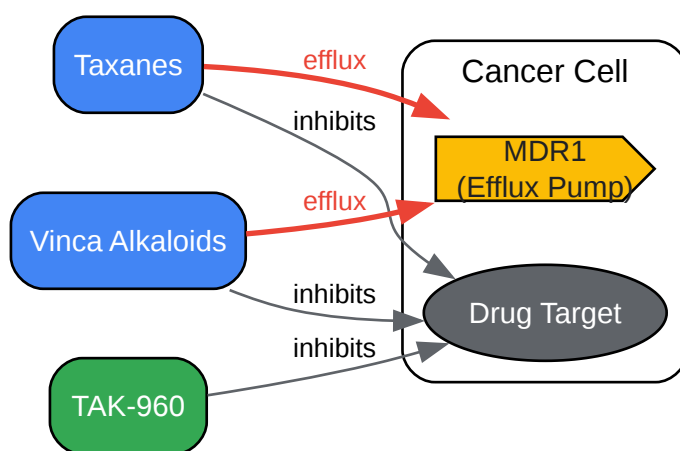 Taxanes
efflux
Cancer Cell
inhibits
MDR1
(Efflux Pump)
efflux
Vinca Alkaloids
inhibits
Drug Target
inhibits
TAK-960